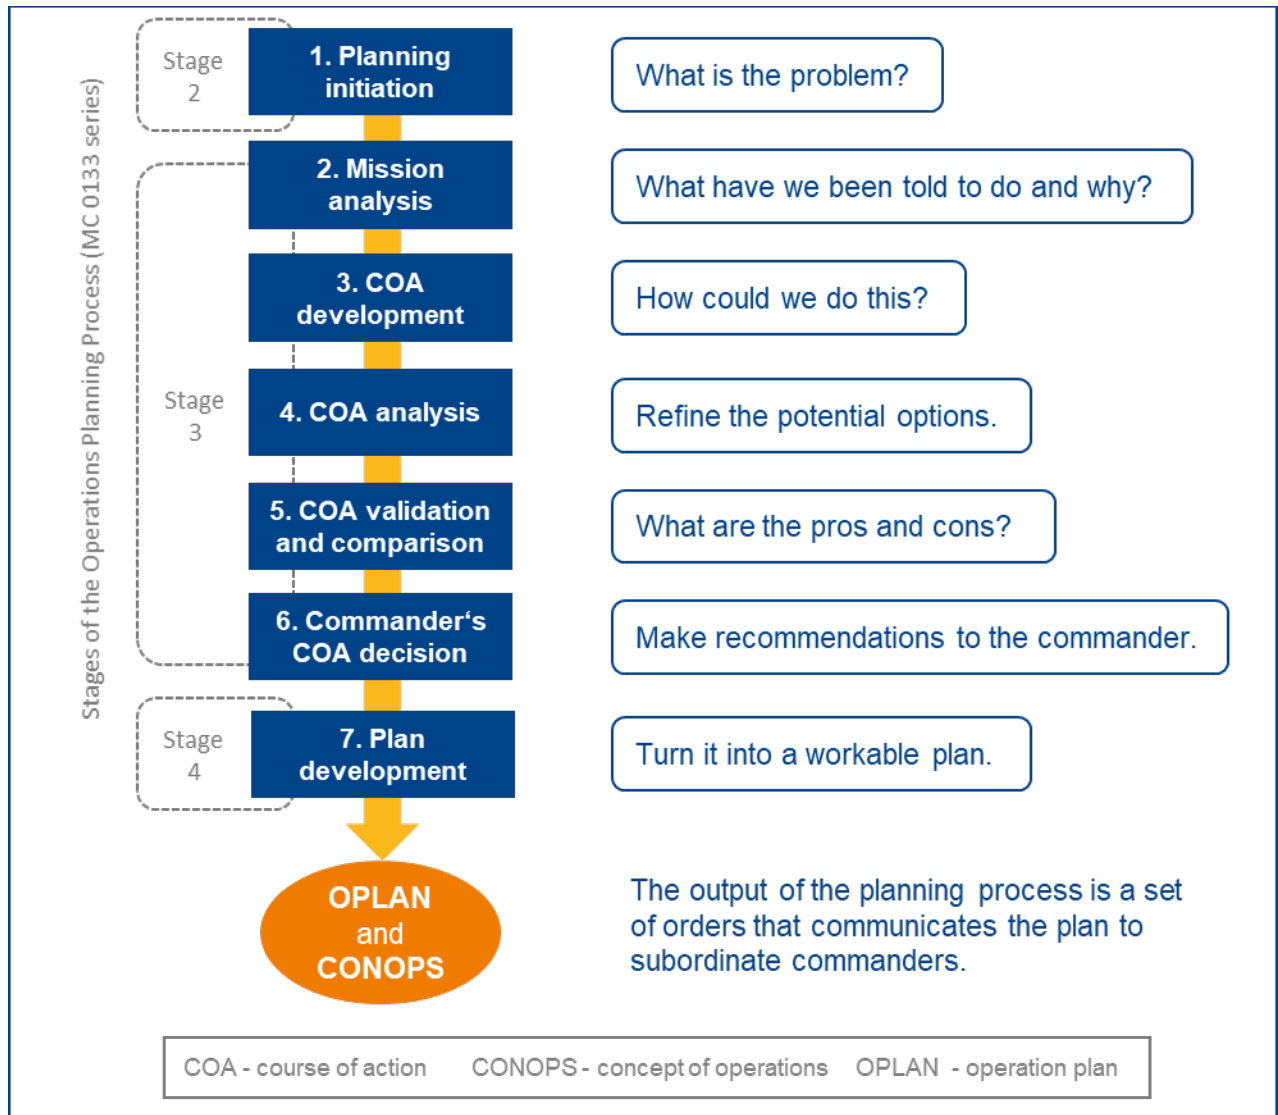 Stages of the Operations Planning Process (MC 0133 series)
Stage
2
1. Planning
initiation
What is the problem?
Stage
3
2. Mission
analysis
What have we been told to do and why?
3. COA
development
How could we do this?
4. COA analysis
Refine the potential options.
5. COA validation
and comparison
What are the pros and cons?
6. Commander‘s
COA decision
Make recommendations to the commander.
Stage
4
7. Plan
development
Turn it into a workable plan.
OPLAN
and
CONOPS
The output of the planning process is a set
of orders that communicates the plan to
subordinate commanders.
COA - course of action CONOPS - concept of operations OPLAN - operation plan